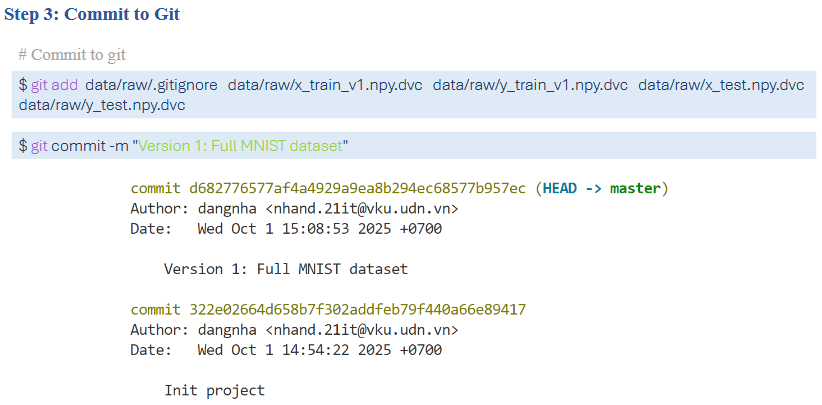 Step 3: Commit to Git
# Commit to git
$ git add data/raw/.gitignore data/raw/x_train_v1.npy.dvc data/raw/y_train_v1.npy.dvc data/raw/x_test.npy.dvc
data/raw/y_test.npy.dvc
$ git commit -m "Version 1: Full MNIST dataset"
commit d682776577af4a4929a9ea8b294ec68577b957ec (HEAD -> master)
Author: dangnha <nhand.21it@vku.udn.vn>
Date:   Wed Oct 1 15:08:53 2025 +0700
Version 1: Full MNIST dataset
commit 322e02664d658b7f302addfeb79f440a66e89417
Author: dangnha <nhand.21it@vku.udn.vn>
Date:   Wed Oct 1 14:54:22 2025 +0700
Init project